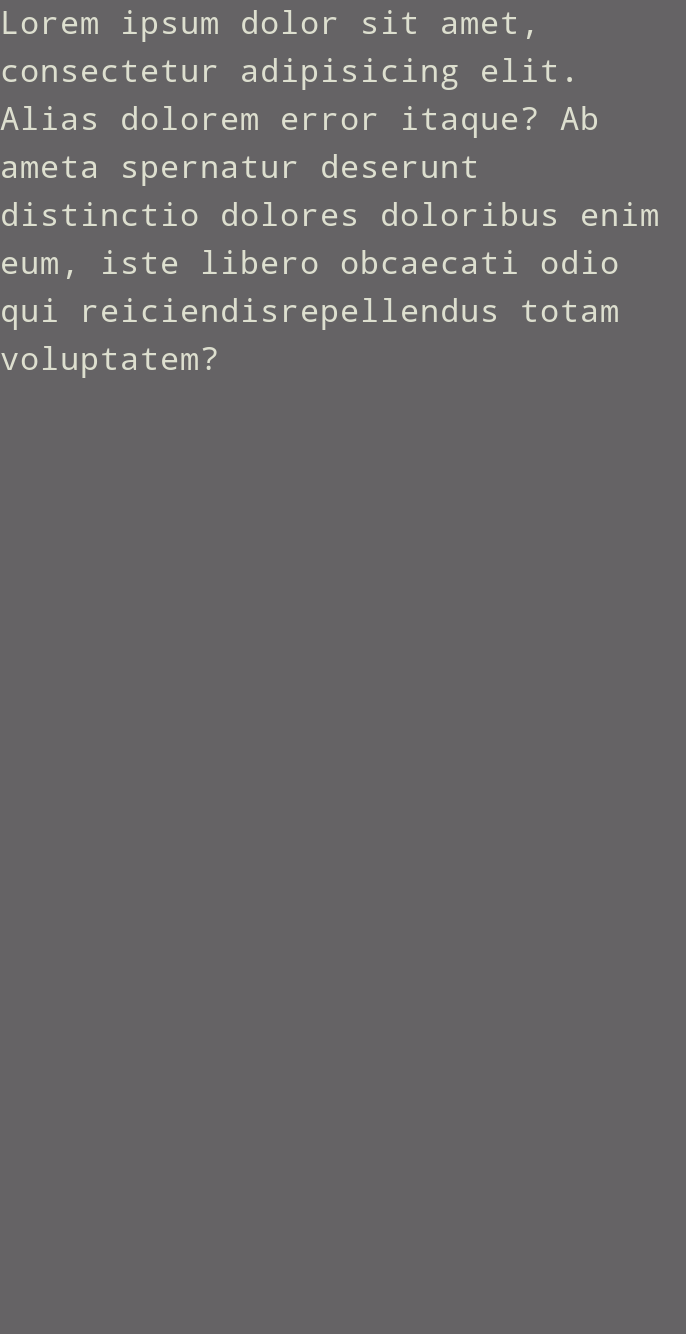 Lorem ipsum dolor sit amet,
consectetur adipisicing elit.
Alias dolorem error itaque? Ab
ameta spernatur deserunt
distinctio dolores doloribus enim
eum, iste libero obcaecati odio
qui reiciendisrepellendus totam
voluptatem?